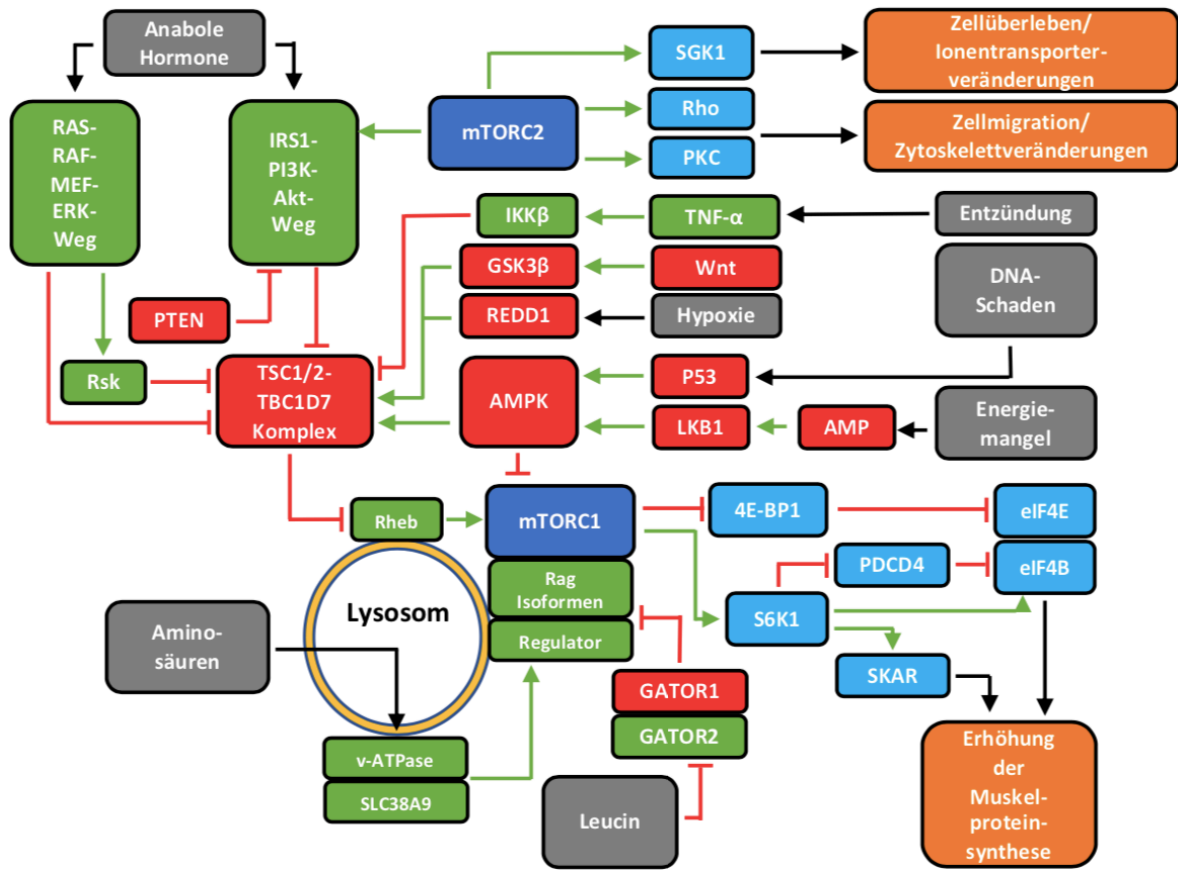 Anabole
Hormone
RAS-
RAF-
MEF-
ERK-
Weg
IRS1-
PI3K-
Akt-
Weg
mTORC2
SGK1
Rho
PKC
Zellüberleben/
Ionentransporter-
veränderungen
Zellmigration/
Zytoskelettveränderungen
IKKβ
TNF-α
Entzündung
GSK3β
Wnt
DNA-
Schaden
REDD1
Hypoxie
PTEN
Rsk
TSC1/2-
TBC1D7
Komplex
AMPK
P53
LKB1
AMP
Energie-
mangel
Rheb
mTORC1
4E-BP1
eIF4E
Rag
Isoformen
PDCD4
eIF4B
Lysosom
Regulator
S6K1
Amino-
säuren
SKAR
GATOR1
GATOR2
v-ATPase
SLC38A9
Leucin
Erhöhung
der
Muskel-
protein-
synthese